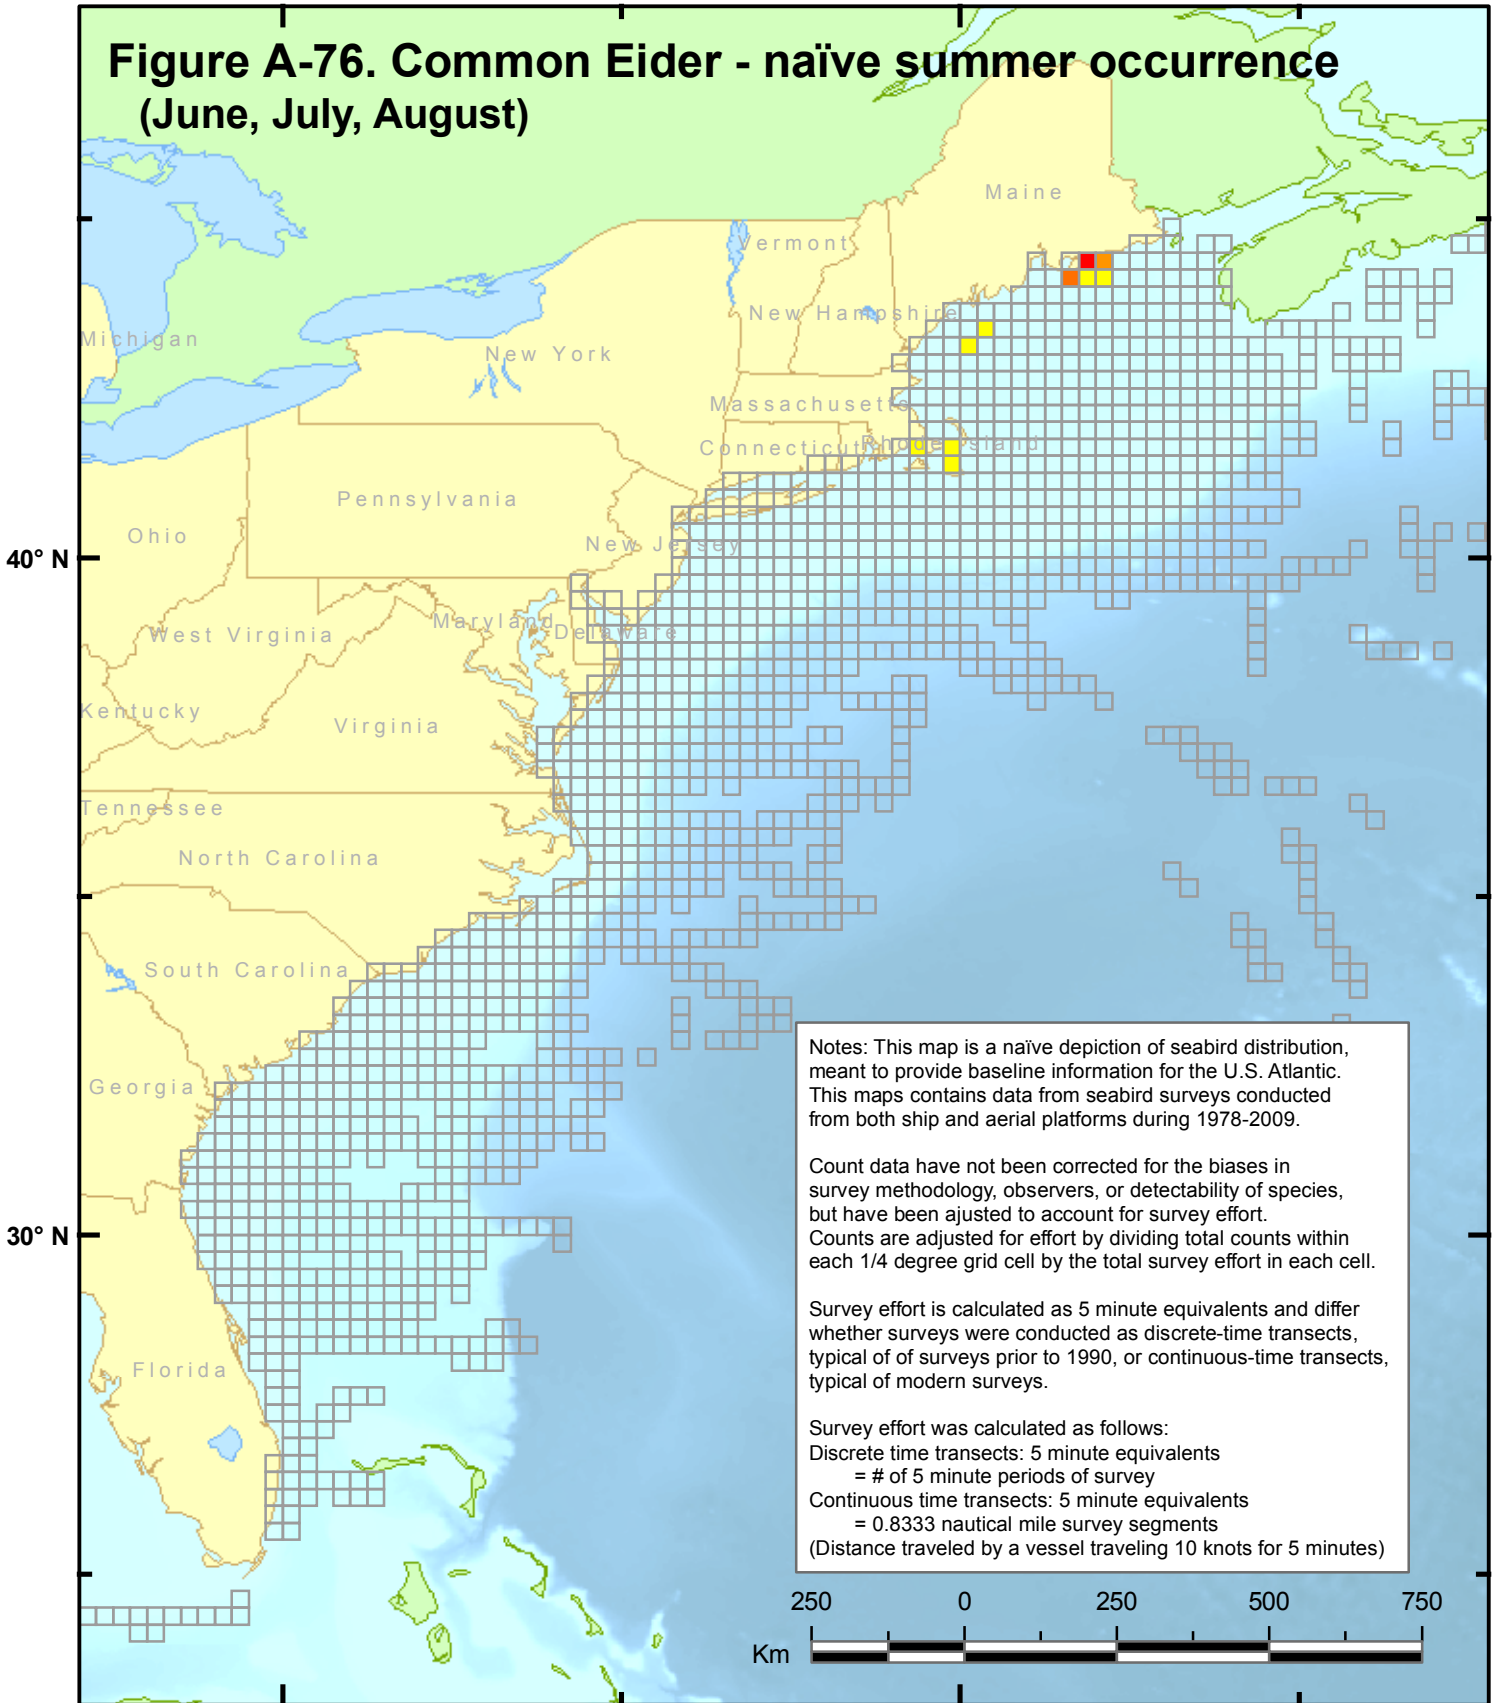 Figure A-76. Common Eider - naïve summer occurrence
(June, July, August)
Maine
Vermont
New Hampshire
Michigan
New York
Massachusetts
Connecticut
Rhode Island
Pennsylvania
Ohio
New Jersey
40° N
West Virginia
Maryland
Delaware
Kentucky
Virginia
Tennessee
North Carolina
South Carolina
Georgia
30° N
Florida
Notes: This map is a naïve depiction of seabird distribution,
meant to provide baseline information for the U.S. Atlantic.
This maps contains data from seabird surveys conducted
from both ship and aerial platforms during 1978-2009.
Count data have not been corrected for the biases in
survey methodology, observers, or detectability of species,
but have been ajusted to account for survey effort.
Counts are adjusted for effort by dividing total counts within
each 1/4 degree grid cell by the total survey effort in each cell.
Survey effort is calculated as 5 minute equivalents and differ
whether surveys were conducted as discrete-time transects,
typical of of surveys prior to 1990, or continuous-time transects,
typical of modern surveys.
Survey effort was calculated as follows:
Discrete time transects: 5 minute equivalents
= # of 5 minute periods of survey
Continuous time transects: 5 minute equivalents
= 0.8333 nautical mile survey segments
(Distance traveled by a vessel traveling 10 knots for 5 minutes)
250 0 250 500 750
Km